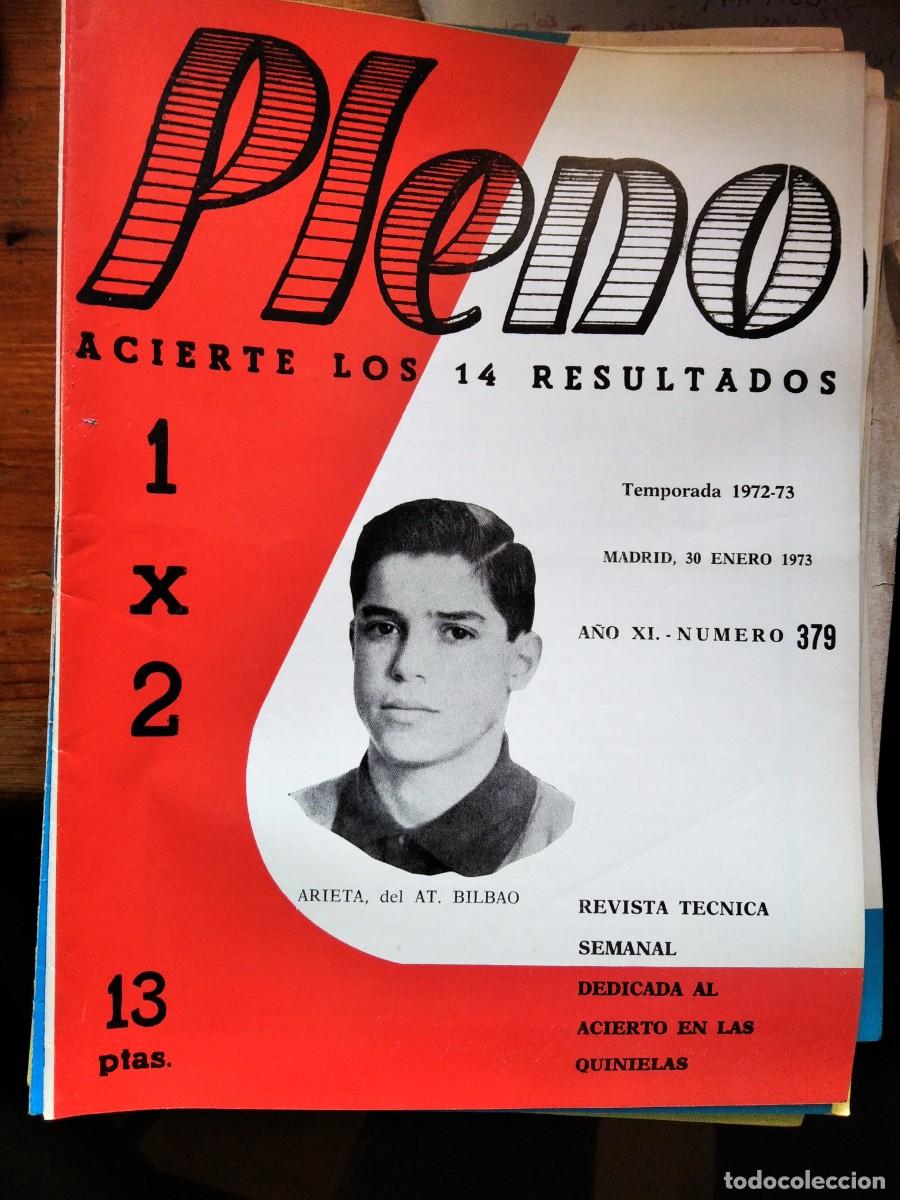 Pleno
ACIERTE LOS 14 RESULTADOS
1
x
2
Temporada 1972-73
MADRID, 30 ENERO 1973
AÑO XI. - NUMERO 379
ARIETA, del AT. BILBAO
REVISTA TECNICA
SEMANAL
DEDICADA AL
ACIERTO EN LAS
QUINIELAS
13
ptas.
todocoleccion